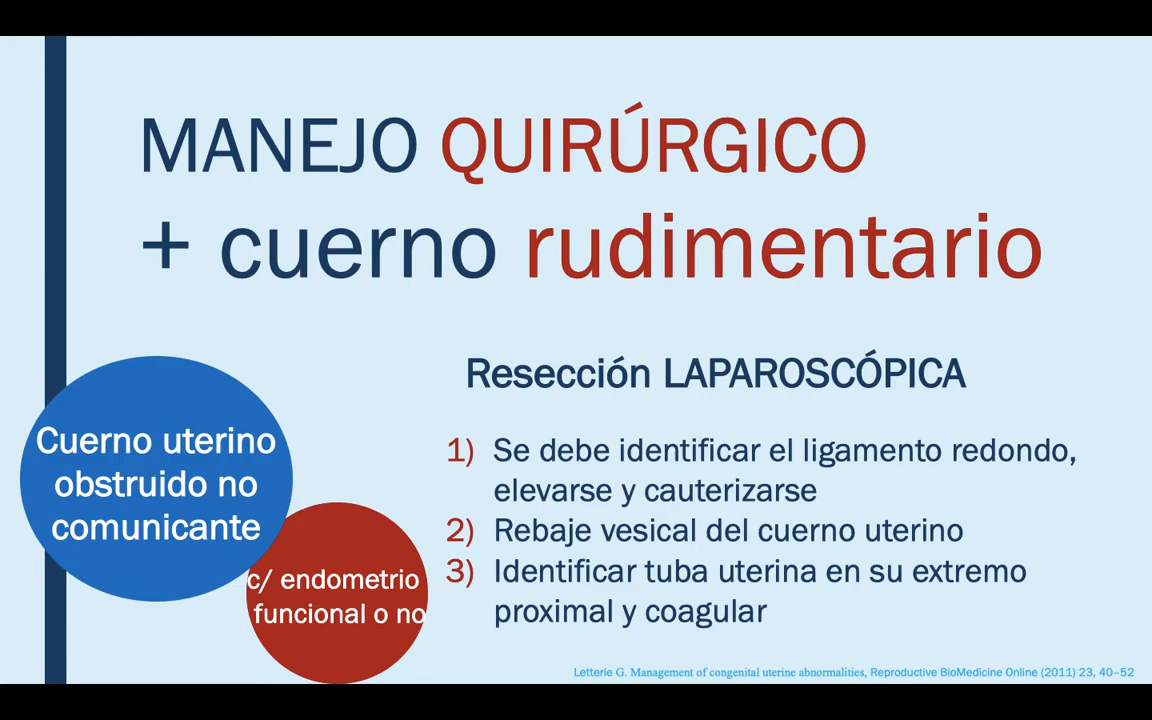 MANEJO QUIRÚRGICO
+ cuerno rudimentario
Cuerno uterino
obstruido no
comunicante
c/ endometrio
funcional o no
Resección LAPAROSCÓPICA
1) Se debe identificar el ligamento redondo,
elevarse y cauterizarse
2) Rebaje vesical del cuerno uterino
3) Identificar tuba uterina en su extremo
proximal y coagular
Letterie G. Management of congenital uterine abnormalities, Reproductive BioMedicine Online (2011) 23, 40–52